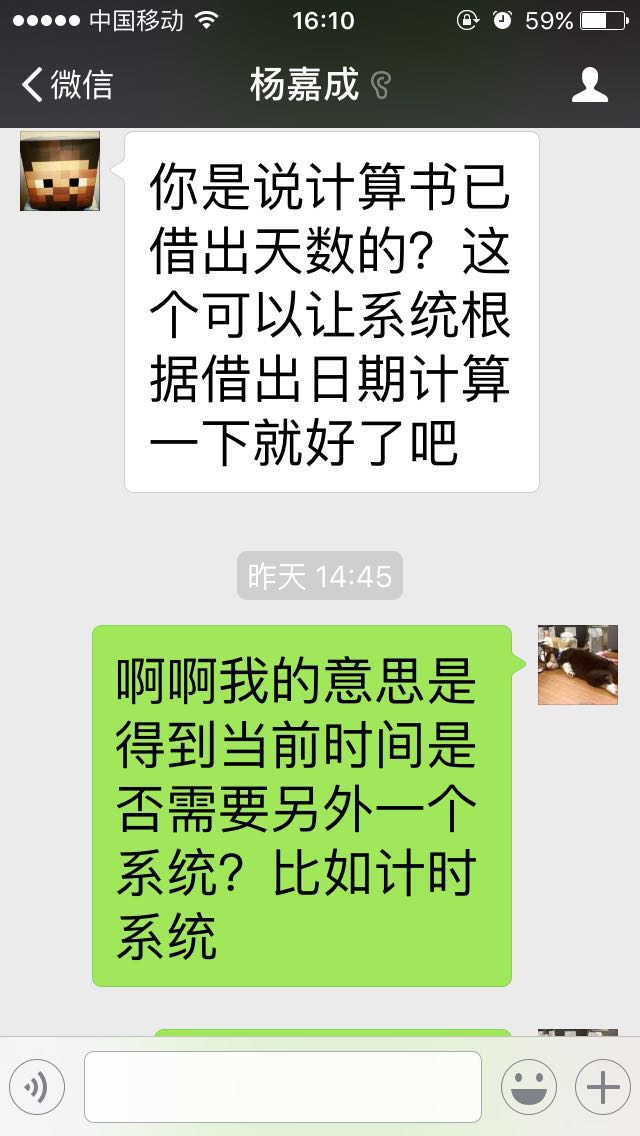 中国移动 16:10 59%
微信 杨嘉成
你是说计算书已
借出天数的？这
个可以让系统根
据借出日期计算
一下就好了吧
昨天 14:45
啊啊我的意思是
得到当前时间是
否需要另外一个
系统？比如计时
系统